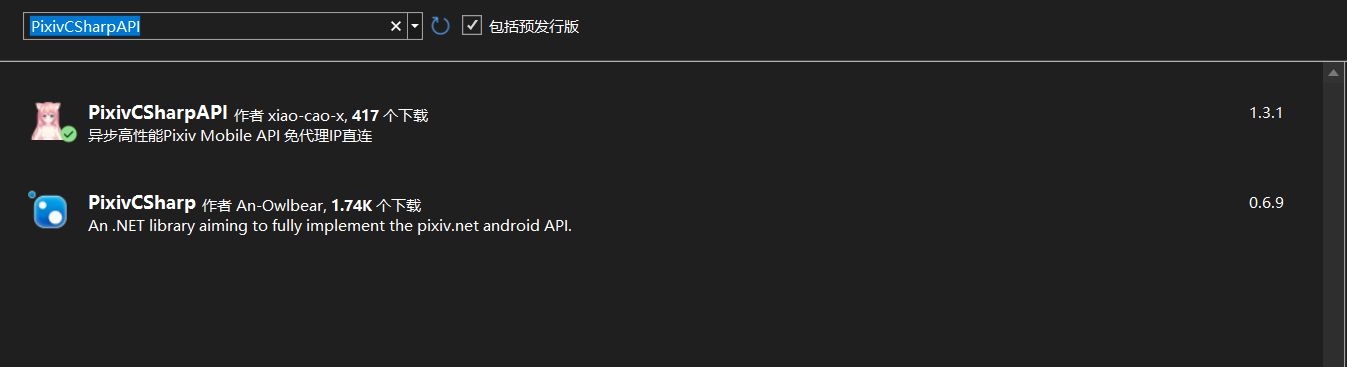 PixivCSharpAPI
包括预发行版
PixivCSharpAPI 作者 xiao-cao-x, 417 个下载
1.3.1
异步高性能Pixiv Mobile API 免代理IP直连
PixivCSharp 作者 An-Owlbear, 1.74K 个下载
0.6.9
An .NET library aiming to fully implement the pixiv.net android API.